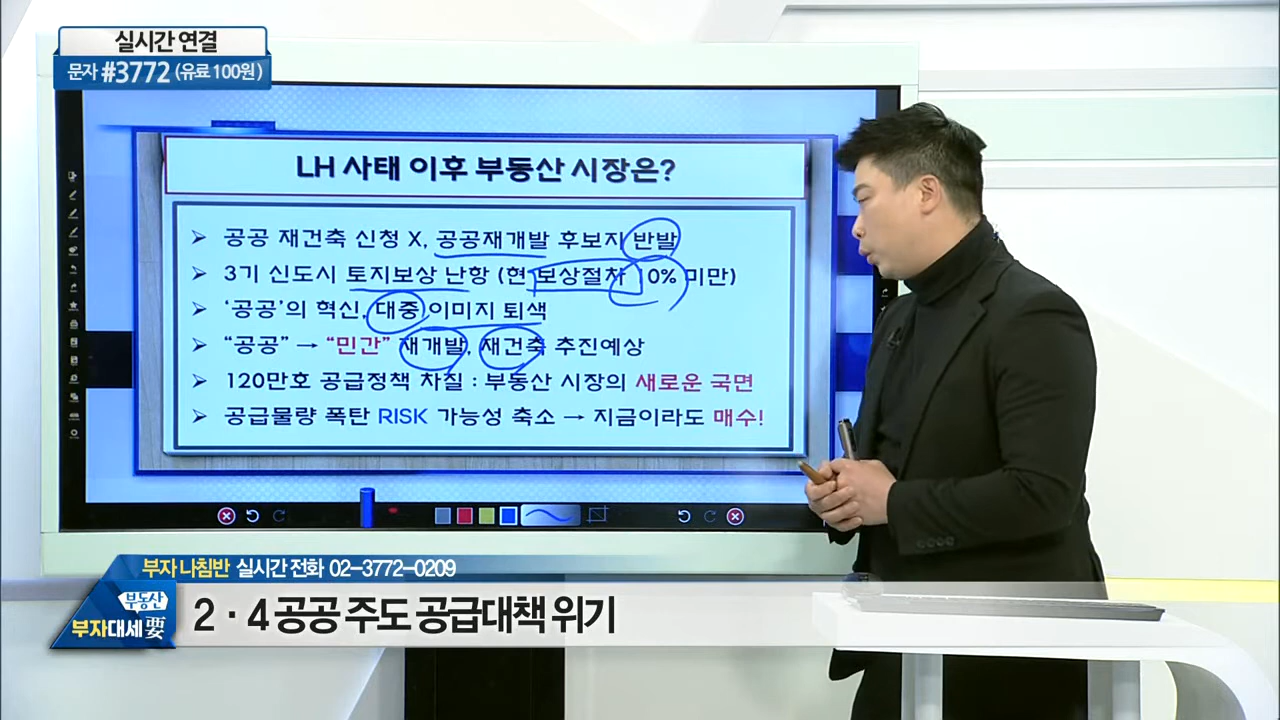 실시간 연결
문자 #3772 (유료 100원)
LH 사태 이후 부동산 시장은?
➢ 공공 재건축 신청 X, 공공재개발 후보지 반발
➢ 3기 신도시 토지보상 난항 (현 보상절차 10% 미만)
➢ ‘공공’의 혁신, 대중 이미지 퇴색
➢ “공공” → “민간” 재개발, 재건축 추진예상
➢ 120만호 공급정책 차질 : 부동산 시장의 새로운 국면
➢ 공급물량 폭탄 RISK 가능성 축소 → 지금이라도 매수!
부자 나침반 실시간 전화 02-3772-0209
부동산
부자대세 要
2·4 공공 주도 공급대책 위기